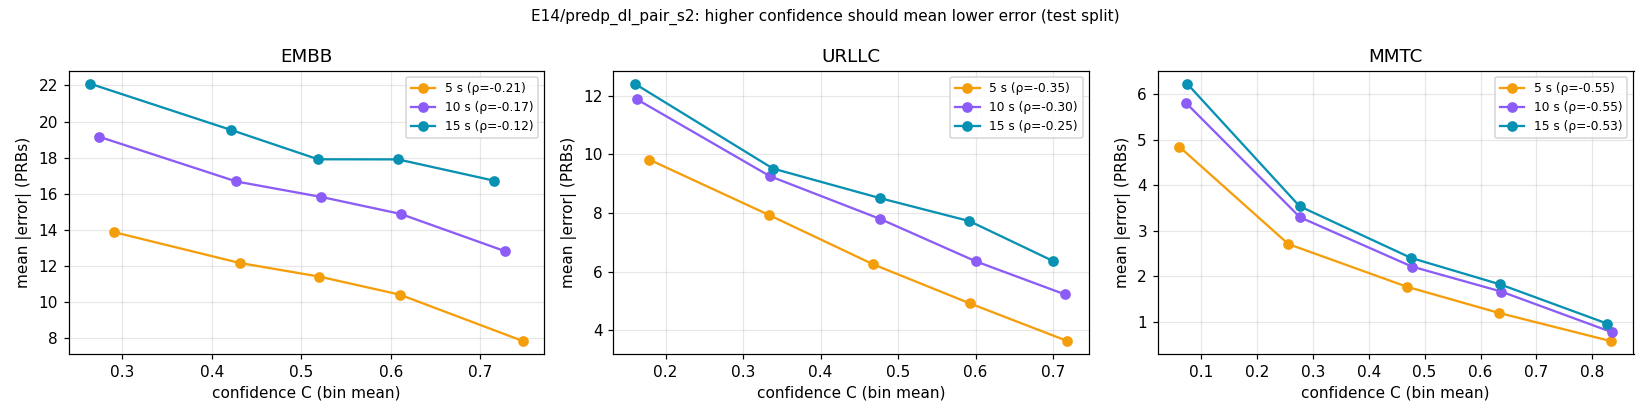 E14/predp_dl_pair_s2: higher confidence should mean lower error (test split)
EMBB
mean |error| (PRBs)
22
20
18
16
14
12
10
8
5 s (ρ=-0.21)
10 s (ρ=-0.17)
15 s (ρ=-0.12)
0.3 0.4 0.5 0.6 0.7
confidence C (bin mean)
URLLC
mean |error| (PRBs)
12
10
8
6
4
5 s (ρ=-0.35)
10 s (ρ=-0.30)
15 s (ρ=-0.25)
0.2 0.3 0.4 0.5 0.6 0.7
confidence C (bin mean)
MMTC
mean |error| (PRBs)
6
5
4
3
2
1
5 s (ρ=-0.55)
10 s (ρ=-0.55)
15 s (ρ=-0.53)
0.1 0.2 0.3 0.4 0.5 0.6 0.7 0.8
confidence C (bin mean)